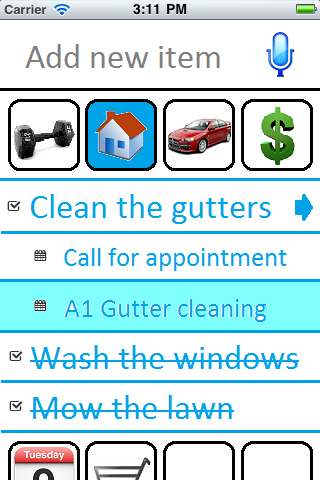 Carrier 3:11 PM
Add new item
$
Clean the gutters
Call for appointment
A1 Gutter cleaning
Wash the windows
Mow the lawn
Tuesday